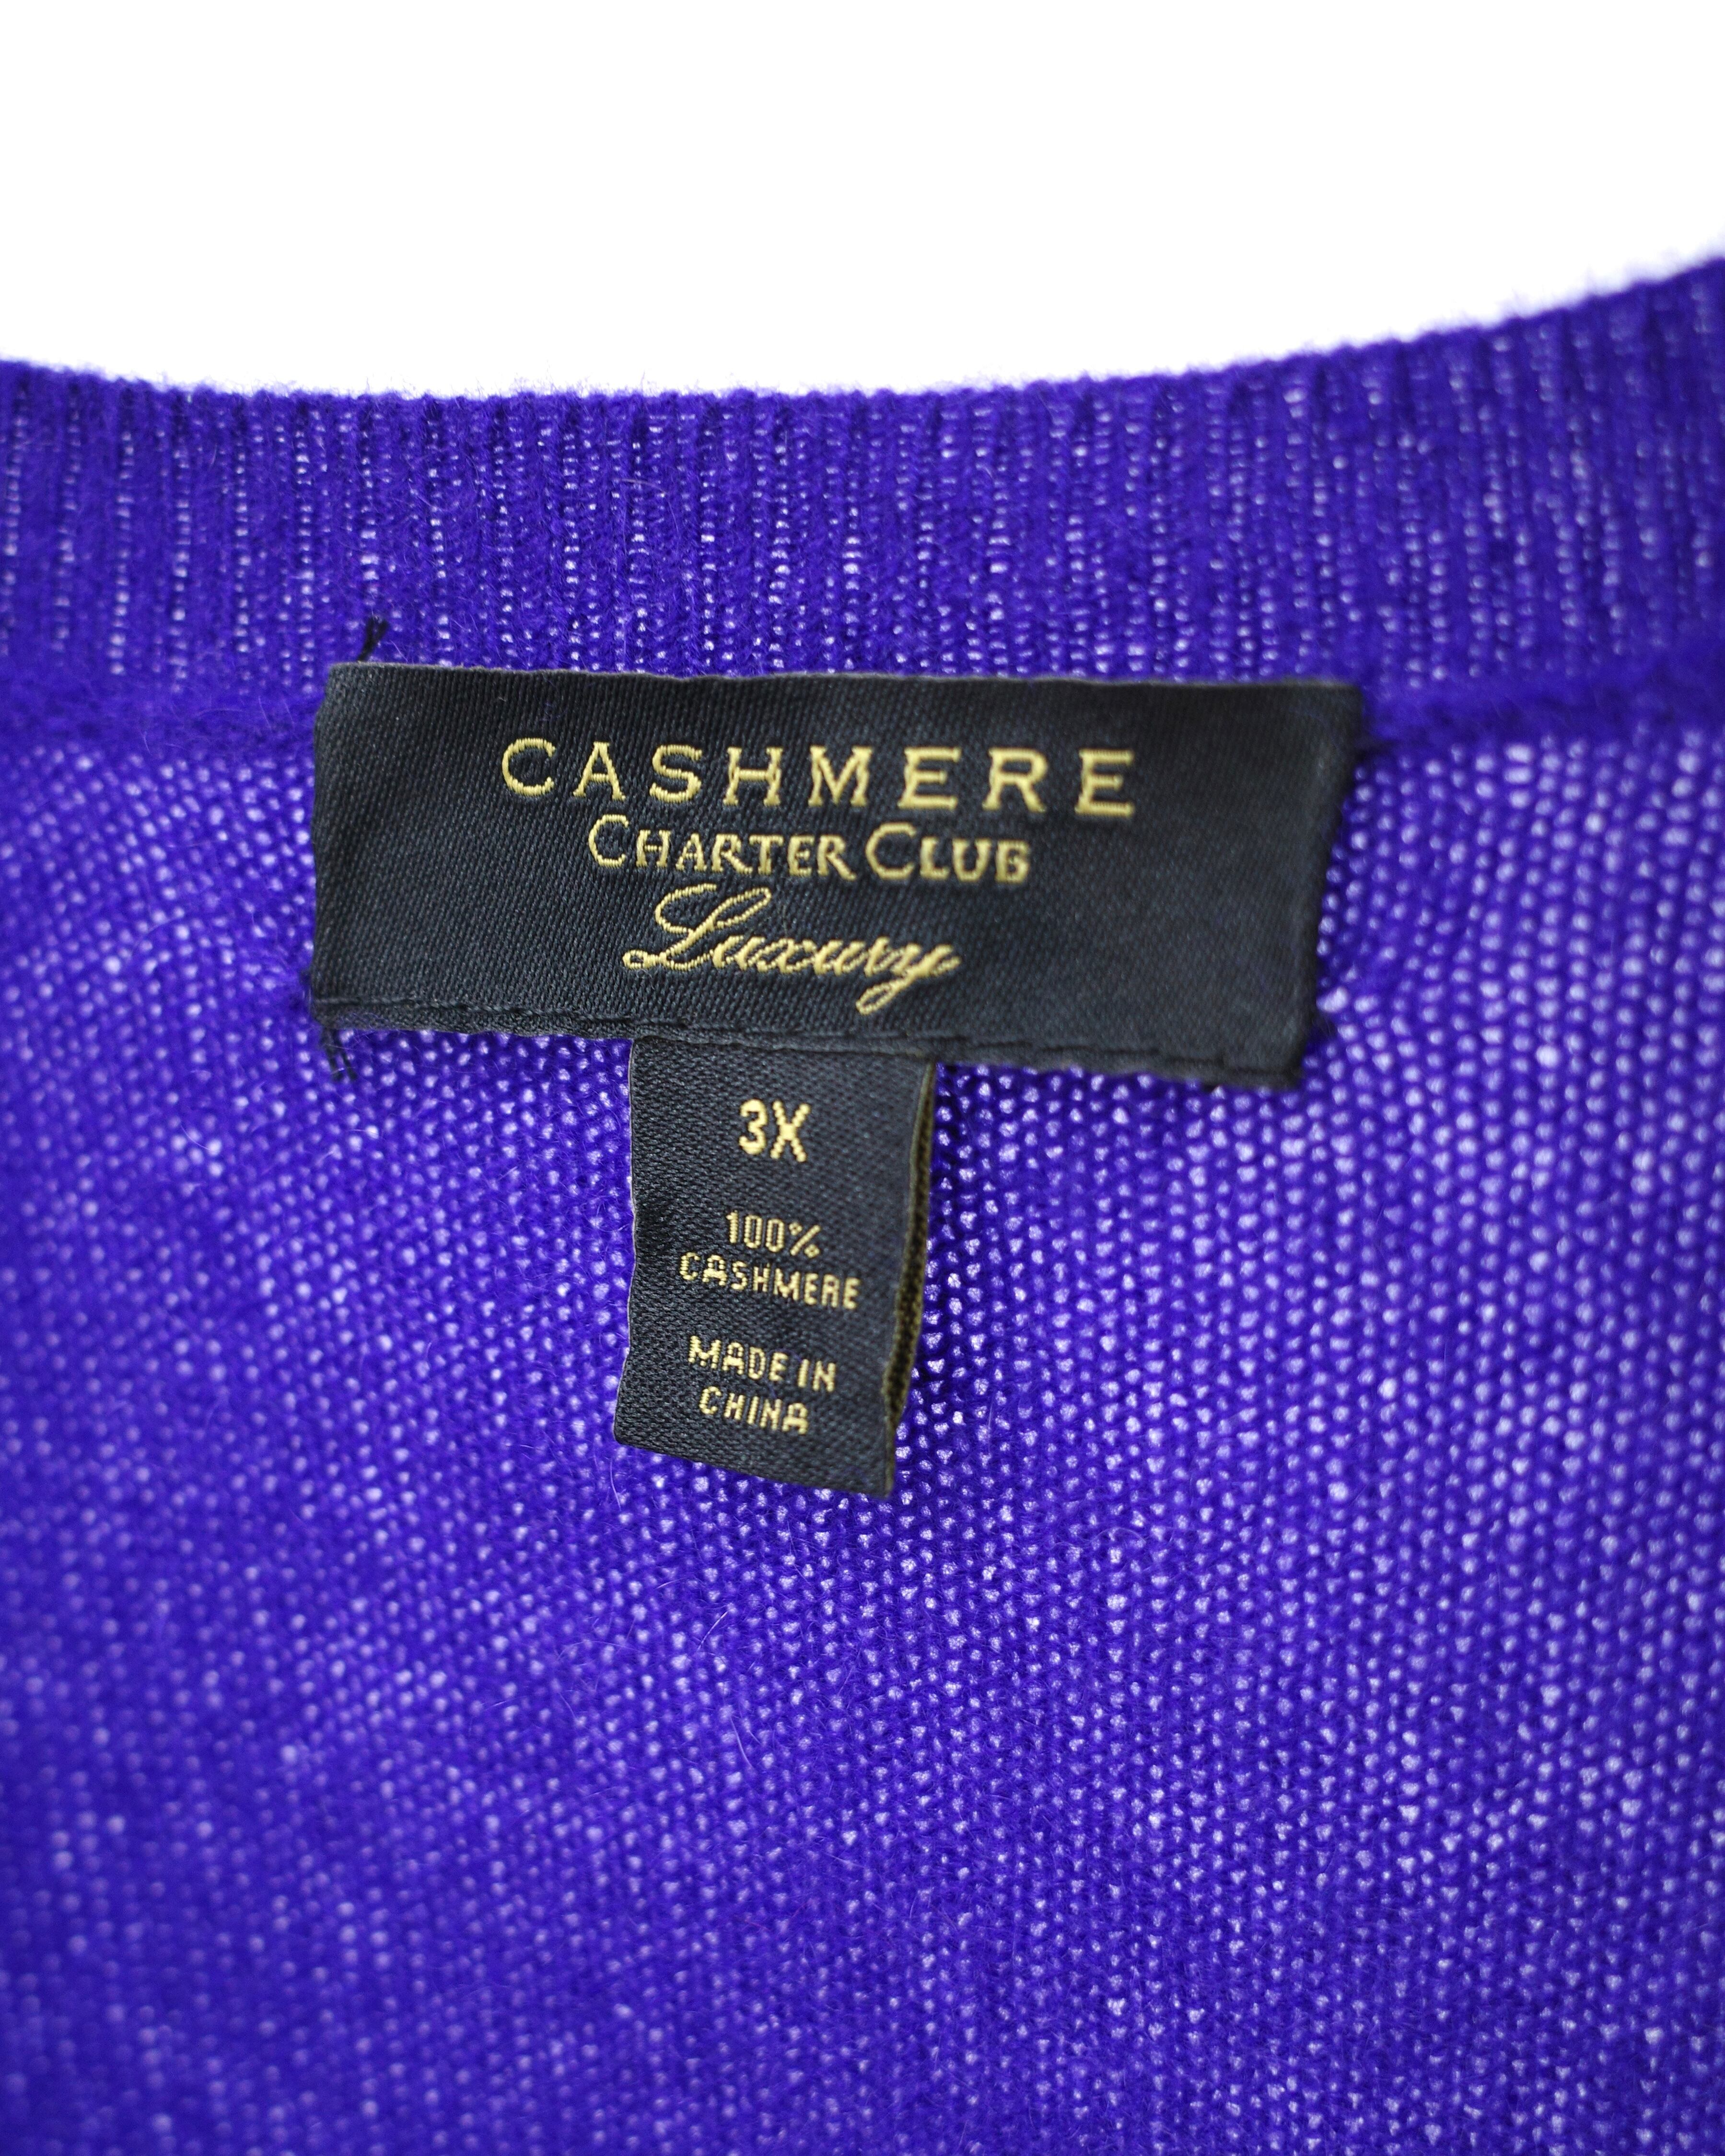 CASHMERE
CHARTER CLUB
Luxury
3X
100%
CASHMERE
MADE IN
CHINA